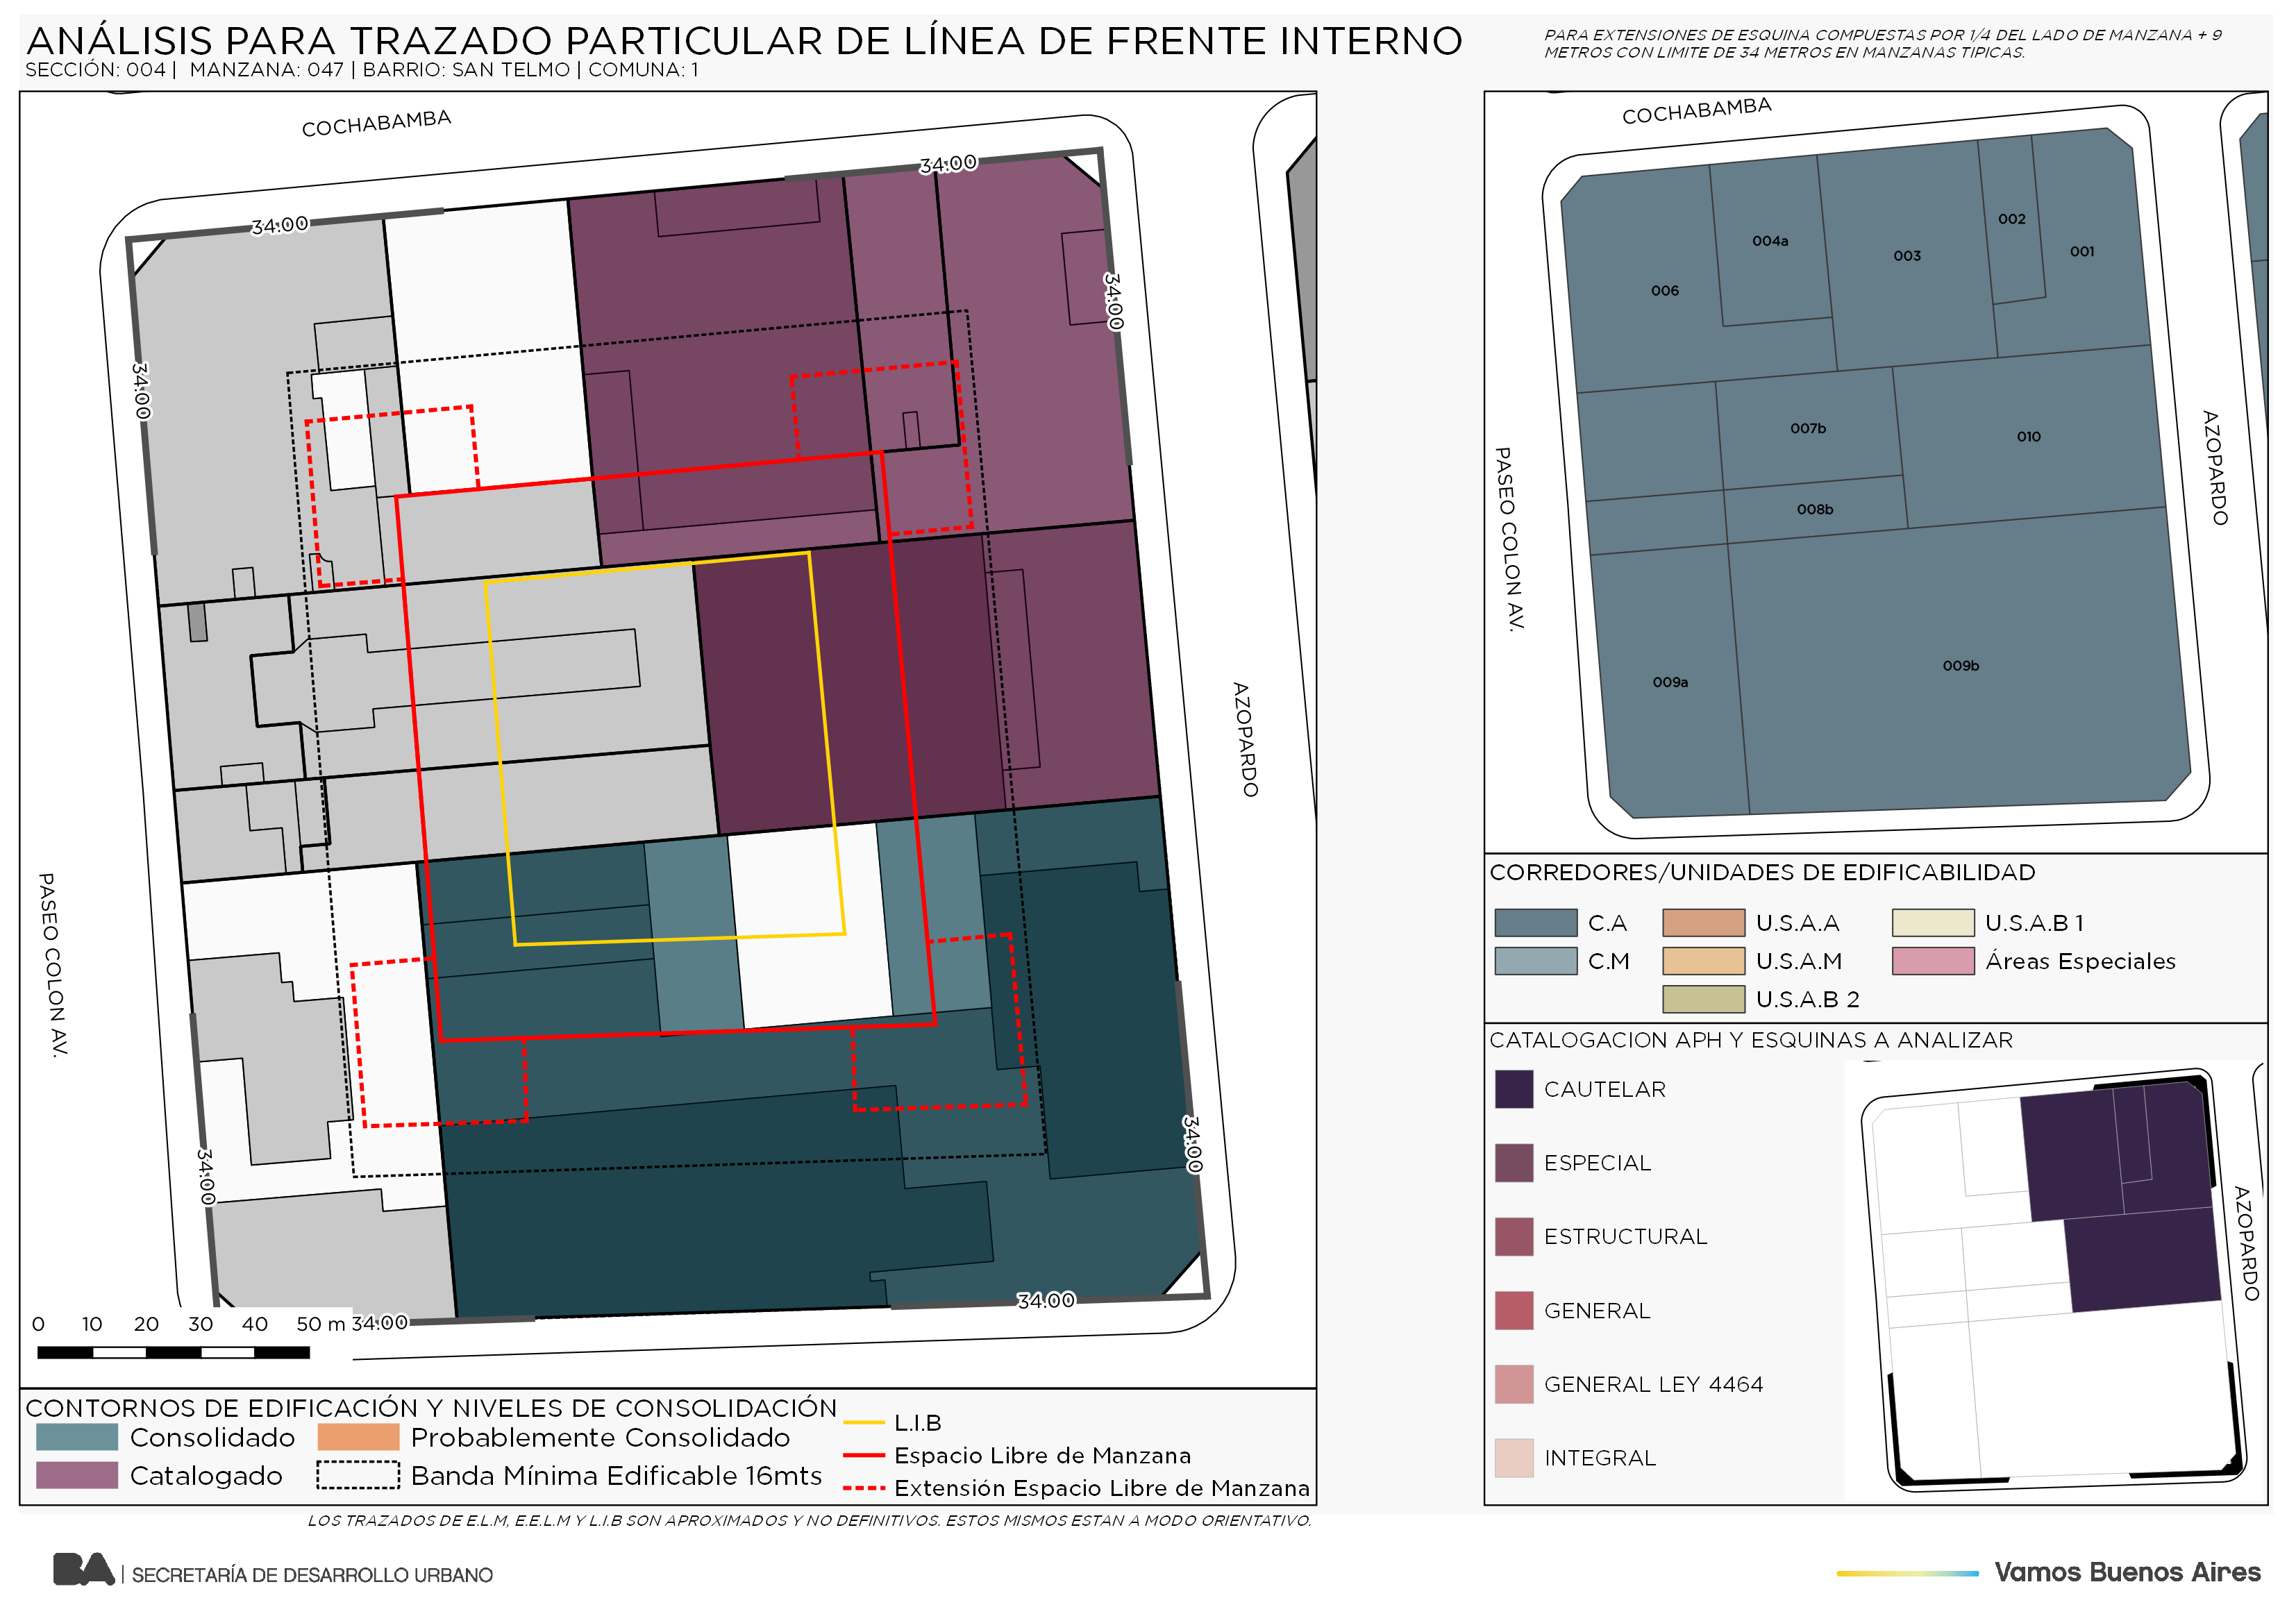 ANÁLISIS PARA TRAZADO PARTICULAR DE LÍNEA DE FRENTE INTERNO
SECCIÓN: 004 | MANZANA: 047 | BARRIO: SAN TELMO | COMUNA: 1
PARA EXTENSIONES DE ESQUINA COMPUESTAS POR 1/4 DEL LADO DE MANZANA + 9
METROS CON LIMITE DE 34 METROS EN MANZANAS TIPICAS.
COCHABAMBA
34:00
34:00
34:00
34:00
AZOPARDO
PASEO COLON AV.
34:00
34:00
34:00
34:00
0 10 20 30 40 50 m
CONTORNOS DE EDIFICACIÓN Y NIVELES DE CONSOLIDACIÓN
Consolidado
Probablemente Consolidado
Catalogado
Banda Mínima Edificable 16mts
L.I.B
Espacio Libre de Manzana
Extensión Espacio Libre de Manzana
LOS TRAZADOS DE E.L.M, E.E.L.M Y L.I.B SON APROXIMADOS Y NO DEFINITIVOS. ESTOS MISMOS ESTAN A MODO ORIENTATIVO.
COCHABAMBA
006
004a
003
002
001
007b
010
008b
009a
009b
PASEO COLON AV.
AZOPARDO
CORREDORES/UNIDADES DE EDIFICABILIDAD
C.A
U.S.A.A
U.S.A.B 1
C.M
U.S.A.M
Áreas Especiales
U.S.A.B 2
CATALOGACION APH Y ESQUINAS A ANALIZAR
CAUTELAR
ESPECIAL
ESTRUCTURAL
GENERAL
GENERAL LEY 4464
INTEGRAL
AZOPARDO
BA | SECRETARÍA DE DESARROLLO URBANO
Vamos Buenos Aires